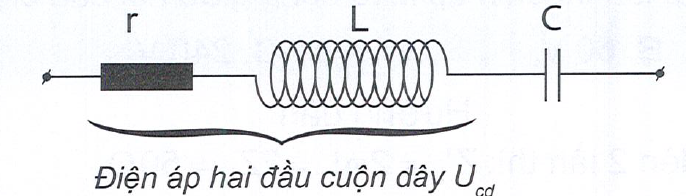 r L C
Điện áp hai đầu cuộn dây U_cd